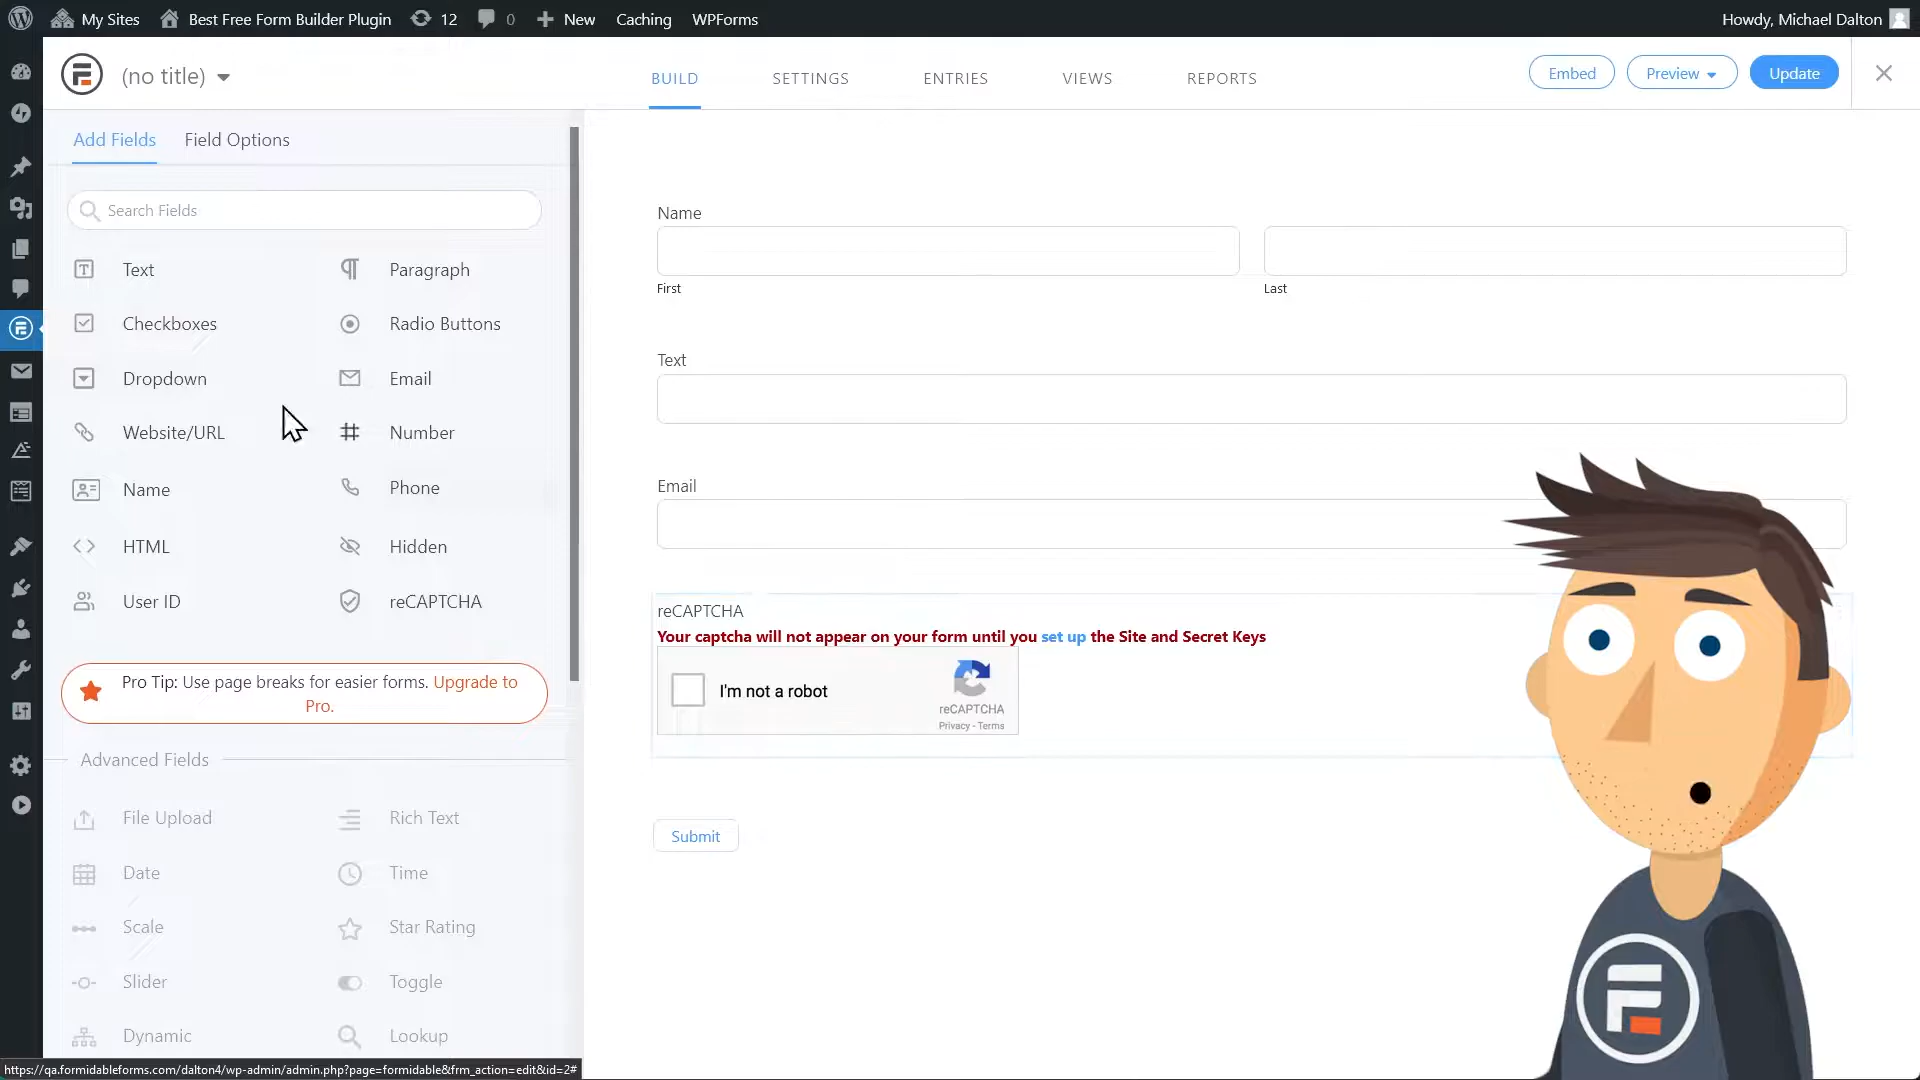 My Sites Best Free Form Builder Plugin 12 0 New Caching WPForms Howdy, Michael Dalton
(no title) BUILD SETTINGS ENTRIES VIEWS REPORTS Embed Preview Update
Add Fields Field Options
Search Fields
Text Paragraph
Checkboxes Radio Buttons
Dropdown Email
Website/URL Number
Name Phone
HTML Hidden
User ID reCAPTCHA
Pro Tip: Use page breaks for easier forms. Upgrade to
Pro.
Advanced Fields
File Upload Rich Text
Date Time
Scale Star Rating
Slider Toggle
Dynamic Lookup
https://qa.formidableforms.com/dalton4/wp-admin/admin.php?page=formidable&frm_action=edit&id=2#
Name
First Last
Text
Email
reCAPTCHA
Your captcha will not appear on your form until you set up the Site and Secret Keys
I'm not a robot
reCAPTCHA
Privacy - Terms
Submit